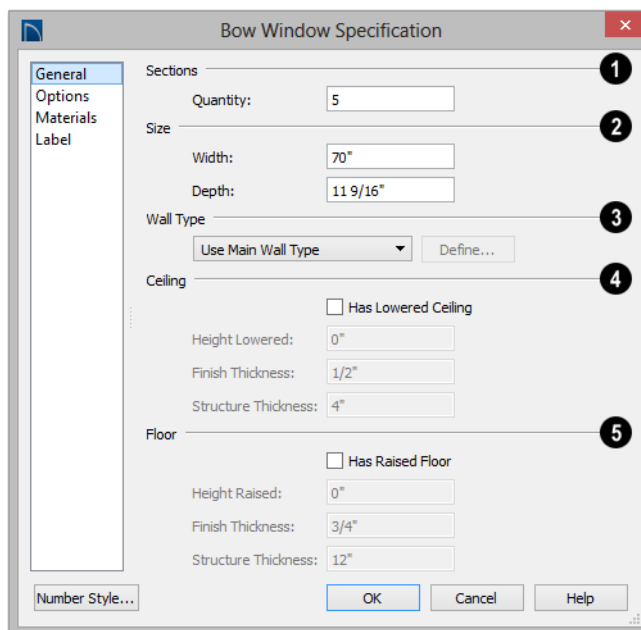 Bow Window Specification
General
Options
Materials
Label
Sections 1
Quantity: 5
Size 2
Width: 70"
Depth: 11 9/16"
Wall Type 3
Use Main Wall Type Define...
Ceiling 4
Has Lowered Ceiling
Height Lowered: 0"
Finish Thickness: 1/2"
Structure Thickness: 4"
Floor 5
Has Raised Floor
Height Raised: 0"
Finish Thickness: 3/4"
Structure Thickness: 12"
Number Style... OK Cancel Help